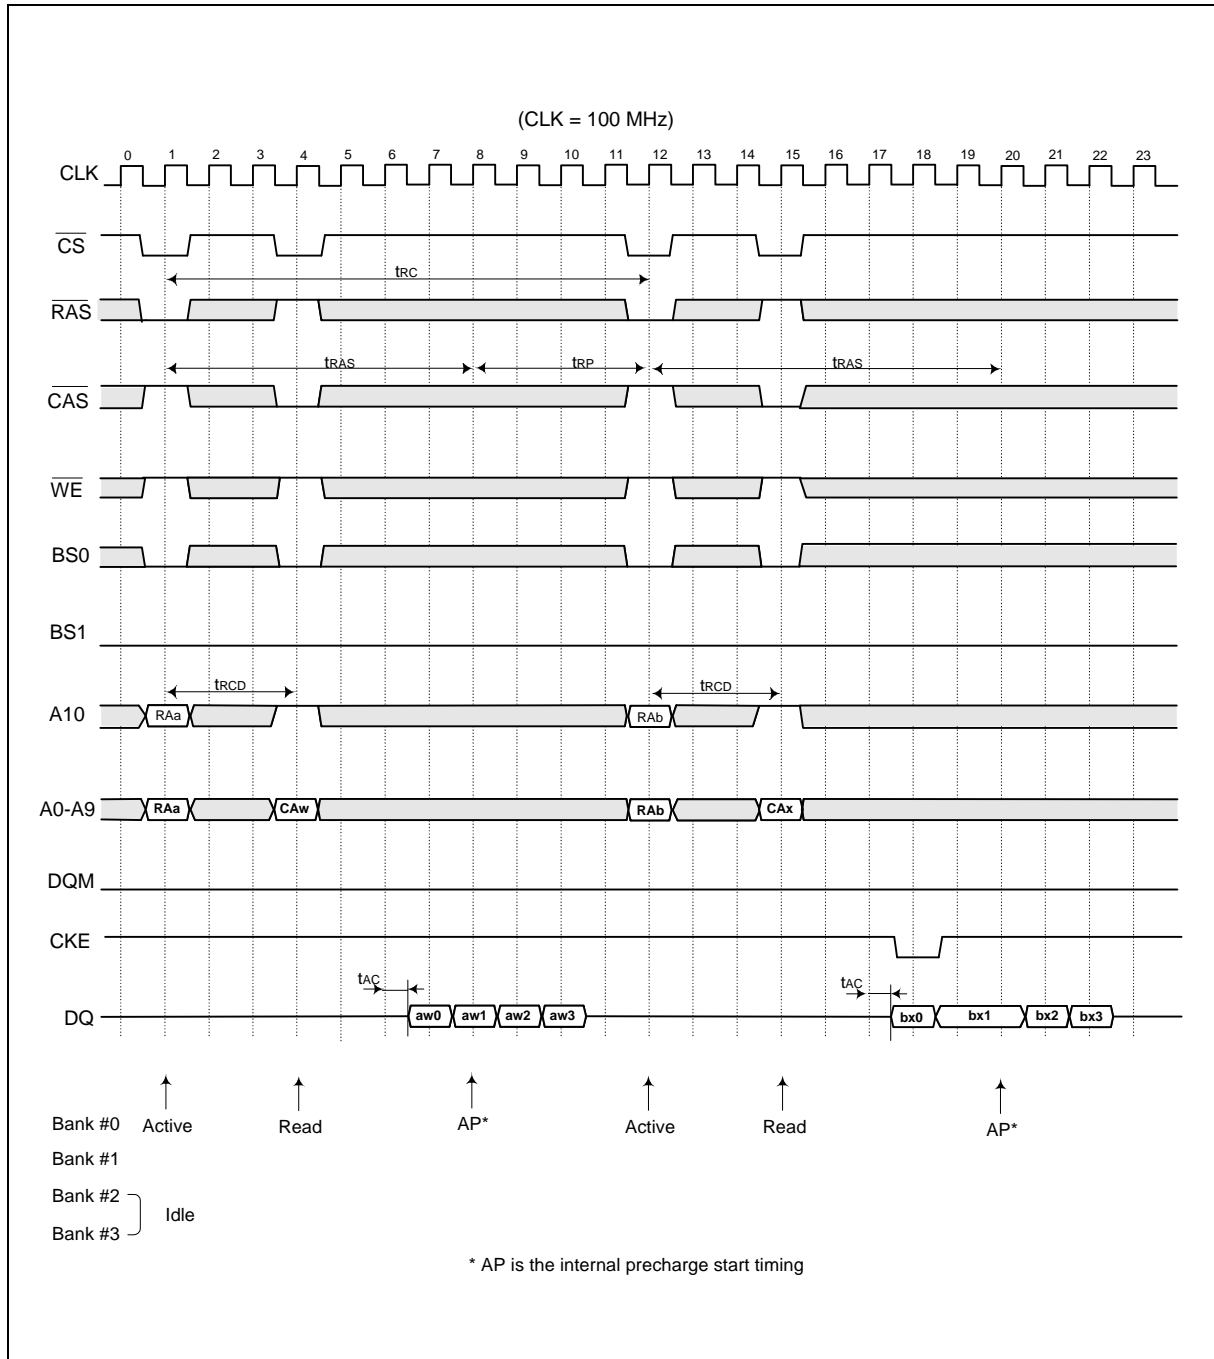 (CLK = 100 MHz)
0 1 2 3 4 5 6 7 8 9 10 11 12 13 14 15 16 17 18 19 20 21 22 23
CLK
CS
tRC
RAS
tRAS tRP tRAS
CAS
WE
BS0
BS1
tRCD tRCD
A10 RAa RAb
A0-A9 RAa CAw RAb CAx
DQM
CKE
tAC tAC
DQ aw0 aw1 aw2 aw3 bx0 bx1 bx2 bx3
Bank #0 Active Read AP* Active Read AP*
Bank #1
Bank #2
Idle
Bank #3
* AP is the internal precharge start timing